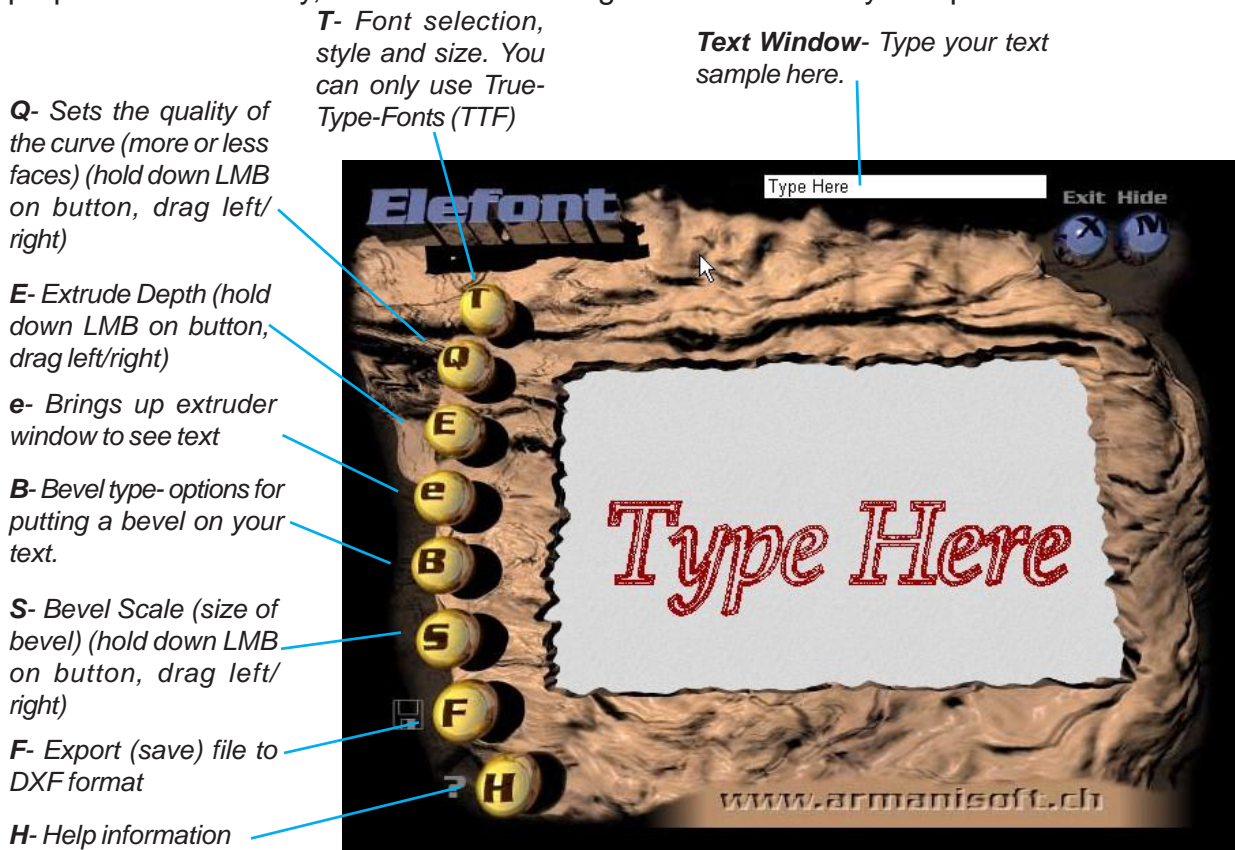 T- Font selection,
style and size. You
can only use True-
Type-Fonts (TTF)
Text Window- Type your text
sample here.
Q- Sets the quality of
the curve (more or less
faces) (hold down LMB
on button, drag left/
right)
E- Extrude Depth (hold
down LMB on button,
drag left/right)
e- Brings up extruder
window to see text
B- Bevel type- options for
putting a bevel on your
text.
S- Bevel Scale (size of
bevel) (hold down LMB
on button, drag left/
right)
F- Export (save) file to
DXF format
H- Help information
Elefont
Type Here
Exit Hide
X M
T
Q
E
e
B
S
F
? H
Type Here
www.armanisoft.ch